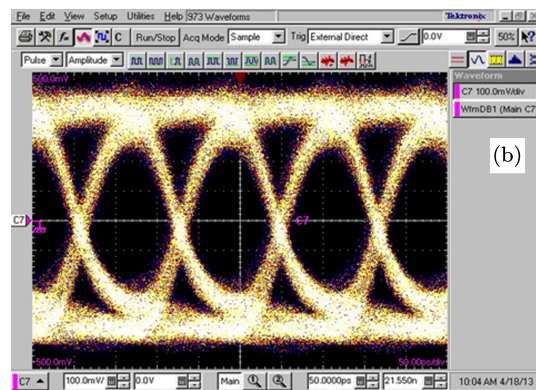 File Edit View Setup Utilities Help 973 Waveforms Tektronix
C Run/Stop Acq Mode Sample Trig External Direct 0.0V 50%
Pulse Amplitude
500.0mV
Waveform
C7 100.0mV/div
WfmDB1 (Main C7
(b)
C7
C7
-500.0mV
50.00ps/div
C7 100.0mV/ 0.0V Main 50.0000ps 21.550n 10:04 AM 4/18/13